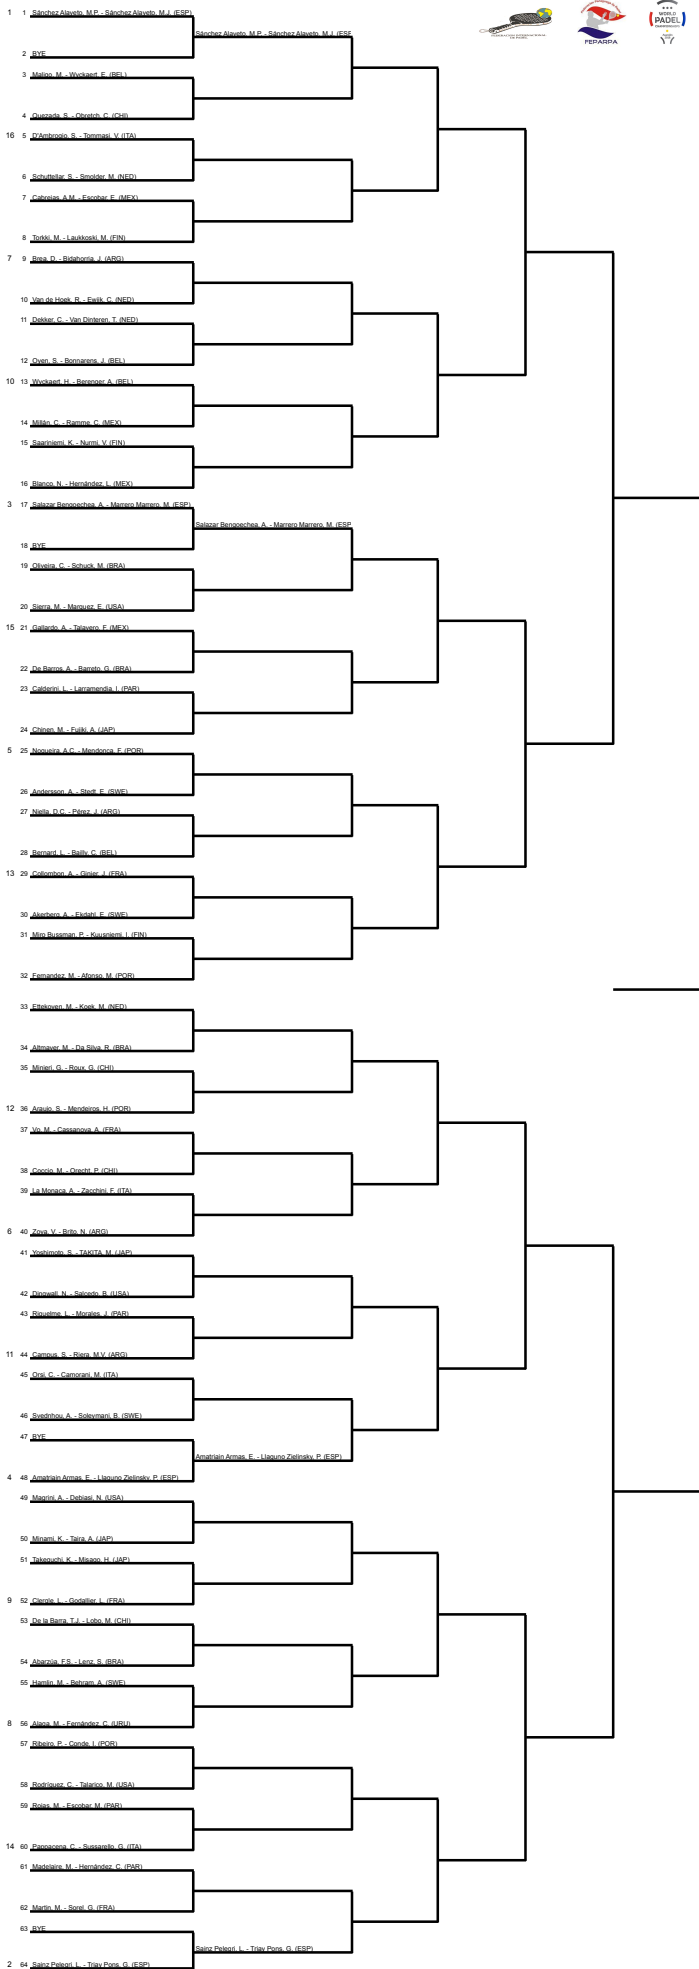 1 1 Sánchez Alayeto, M.P. - Sánchez Alayeto, M.J. (ESP)
Sánchez Alayeto, M.P. - Sánchez Alayeto, M.J. (ESP
2 BYE
3 Maligo, M. - Wyckaert, E. (BEL)
4 Quezada, S. - Obretch, C. (CHI)
16 5 D'Ambrogio, S. - Tommasi, V. (ITA)
6 Schuttellar, S. - Smolder, M. (NED)
7 Cabrejas, A.M. - Escobar, E. (MEX)
8 Torkki, M. - Laukkoski, M. (FIN)
7 9 Brea, D. - Bidahorria, J. (ARG)
10 Van de Hoek, R. - Ewijk, C. (NED)
11 Dekker, C. - Van Dinteren, T. (NED)
12 Oyen, S. - Bonnarens, J. (BEL)
10 13 Wyckaert, H. - Berenger, A. (BEL)
14 Millán, C. - Ramme, C. (MEX)
15 Saariniemi, K. - Nurmi, V. (FIN)
16 Blanco, N. - Hernández, L. (MEX)
3 17 Salazar Bengoechea, A. - Marrero Marrero, M. (ESP)
Salazar Bengoechea, A. - Marrero Marrero, M. (ESP
18 BYE
19 Oliveira, C. - Schuck, M. (BRA)
20 Sierra, M. - Marquez, E. (USA)
15 21 Gallardo, A. - Talavero, F. (MEX)
22 De Barros, A. - Barreto, G. (BRA)
23 Calderini, L. - Larramendia, I. (PAR)
24 Chinen, M. - Fujiki, A. (JAP)
5 25 Nogueira, A.C. - Mendonca, F. (POR)
26 Andersson, A. - Stedt, E. (SWE)
27 Niella, D.C. - Pérez, J. (ARG)
28 Bernard, L. - Bailly, C. (BEL)
13 29 Collombon, A. - Ginier, J. (FRA)
30 Akerberg, A. - Ekdahl, E. (SWE)
31 Miro Bussman, P. - Kuusniemi, I. (FIN)
32 Fernandez, M. - Afonso, M. (POR)
33 Ettekoven, M. - Koek, M. (NED)
34 Altmayer, M. - Da Silva, R. (BRA)
35 Minieri, G. - Roux, G. (CHI)
12 36 Araujo, S. - Mendeiros, H. (POR)
37 Vo, M. - Cassanova, A. (FRA)
38 Coccio, M. - Orecht, P. (CHI)
39 La Monaca, A. - Zacchini, F. (ITA)
6 40 Zoya, V. - Brito, N. (ARG)
41 Yoshimoto, S. - TAKITA, M. (JAP)
42 Dingwall, N. - Salcedo, B. (USA)
43 Riquelme, L. - Morales, J. (PAR)
11 44 Campus, S. - Riera, M.V. (ARG)
45 Orsi, C. - Camorani, M. (ITA)
46 Svednhou, A. - Soleymani, B. (SWE)
47 BYE
Amatriain Armas, E. - Llaguno Zielinsky, P. (ESP)
4 48 Amatriain Armas, E. - Llaguno Zielinsky, P. (ESP)
49 Magrini, A. - Debiasi, N. (USA)
50 Minami, K. - Taira, A. (JAP)
51 Takeouchi, K. - Misago, H. (JAP)
9 52 Clergie, L. - Godallier, L. (FRA)
53 De la Barra, T.J. - Lobo, M. (CHI)
54 Abarzúa, F.S. - Lenz, S. (BRA)
55 Hamlin, M. - Behram, A. (SWE)
8 56 Alaga, M. - Fernández, C. (URU)
57 Ribeiro, P. - Conde, I. (POR)
58 Rodríguez, C. - Talarico, M. (USA)
59 Rojas, M. - Escobar, M. (PAR)
14 60 Pappacena, C. - Sussarello, G. (ITA)
61 Madelaire, M. - Hernández, C. (PAR)
62 Martin, M. - Sorel, G. (FRA)
63 BYE
Sainz Pelegri, L. - Triay Pons, G. (ESP)
2 64 Sainz Pelegri, L. - Triay Pons, G. (ESP)
FEPARPA
WORLD
PADEL